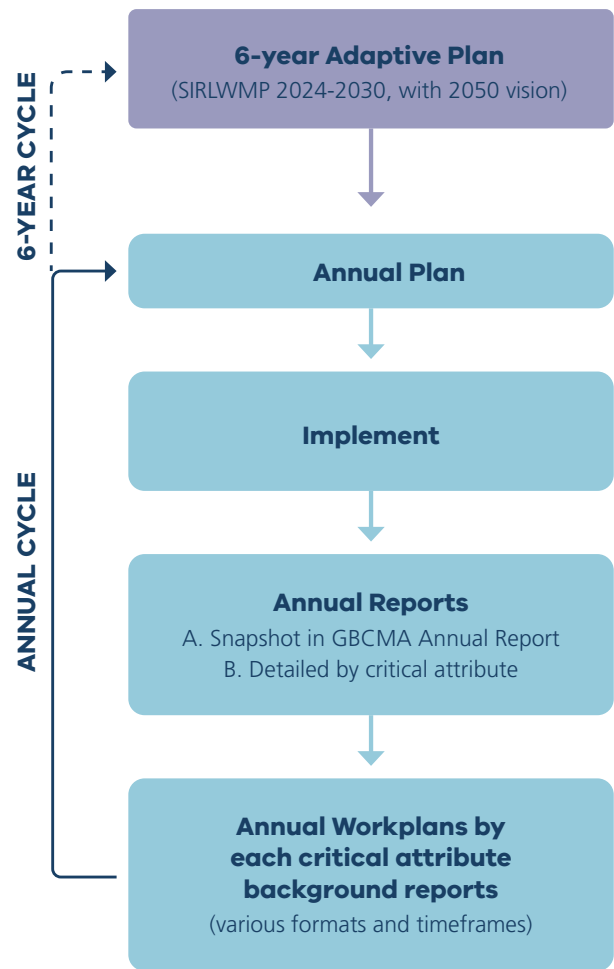 6-year Adaptive Plan
(SIRLWMP 2024-2030, with 2050 vision)
6-YEAR CYCLE
Annual Plan
Implement
ANNUAL CYCLE
Annual Reports
A. Snapshot in GBCMA Annual Report
B. Detailed by critical attribute
Annual Workplans by
each critical attribute
background reports
(various formats and timeframes)